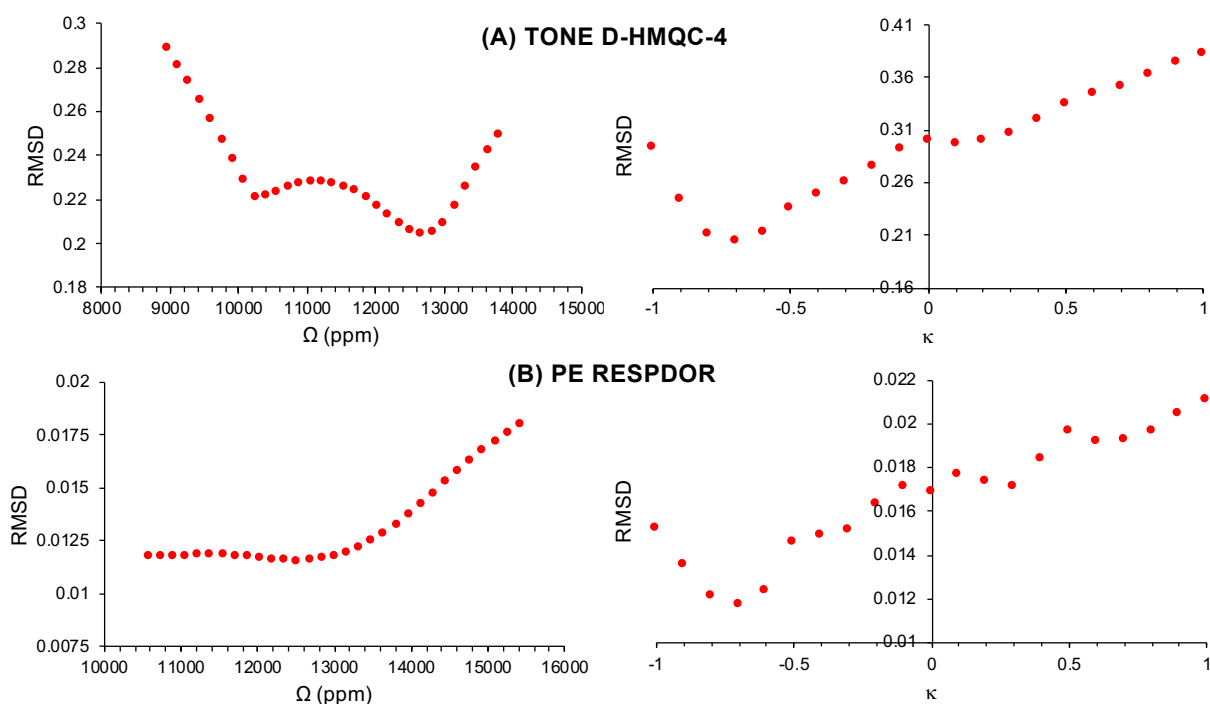 (A) TONE D-HMQC-4
0.3
0.28
0.26
0.24
0.22
0.2
0.18
RMSD
8000 9000 10000 11000 12000 13000 14000 15000
Ω (ppm)
0.41
0.36
0.31
0.26
0.21
0.16
RMSD
-1 -0.5 0 0.5 1
κ
(B) PE RESPDOR
0.02
0.0175
0.015
0.0125
0.01
0.0075
RMSD
10000 11000 12000 13000 14000 15000 16000
Ω (ppm)
0.022
0.02
0.018
0.016
0.014
0.012
0.01
RMSD
-1 -0.5 0 0.5 1
κ